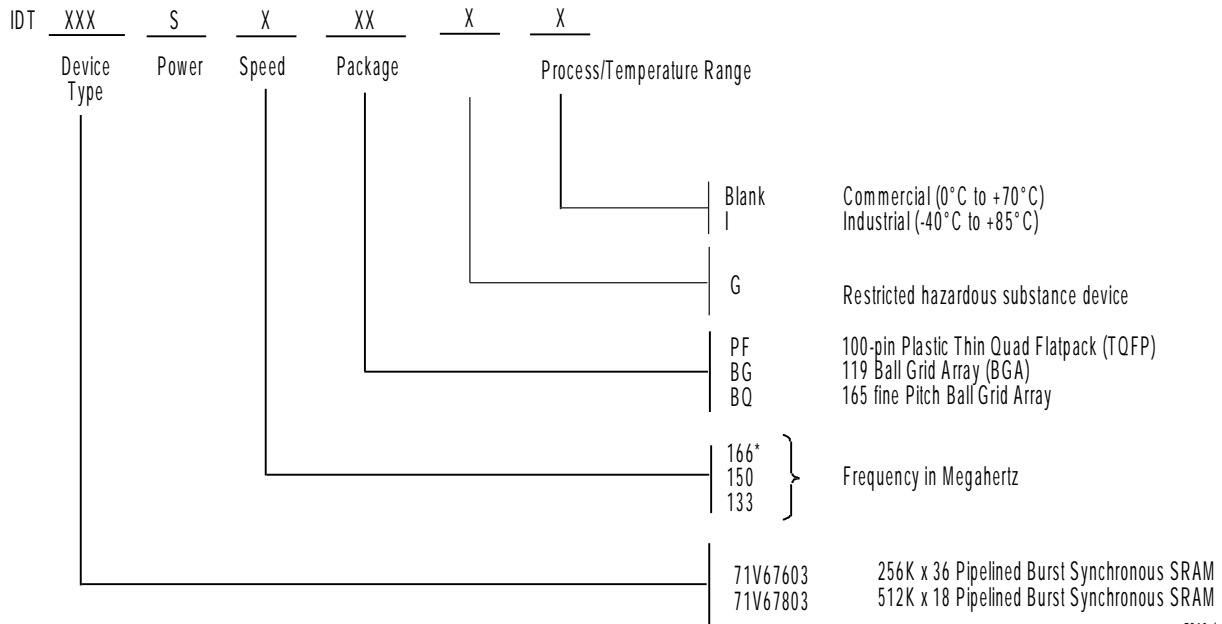 IDT XXX S X XX X X
Device Type Power Speed Package Process/Temperature Range
Blank Commercial (0°C to +70°C)
I Industrial (-40°C to +85°C)
G Restricted hazardous substance device
PF 100-pin Plastic Thin Quad Flatpack (TQFP)
BG 119 Ball Grid Array (BGA)
BQ 165 fine Pitch Ball Grid Array
166*
150 Frequency in Megahertz
133
71V67603 256K x 36 Pipelined Burst Synchronous SRAM
71V67803 512K x 18 Pipelined Burst Synchronous SRAM